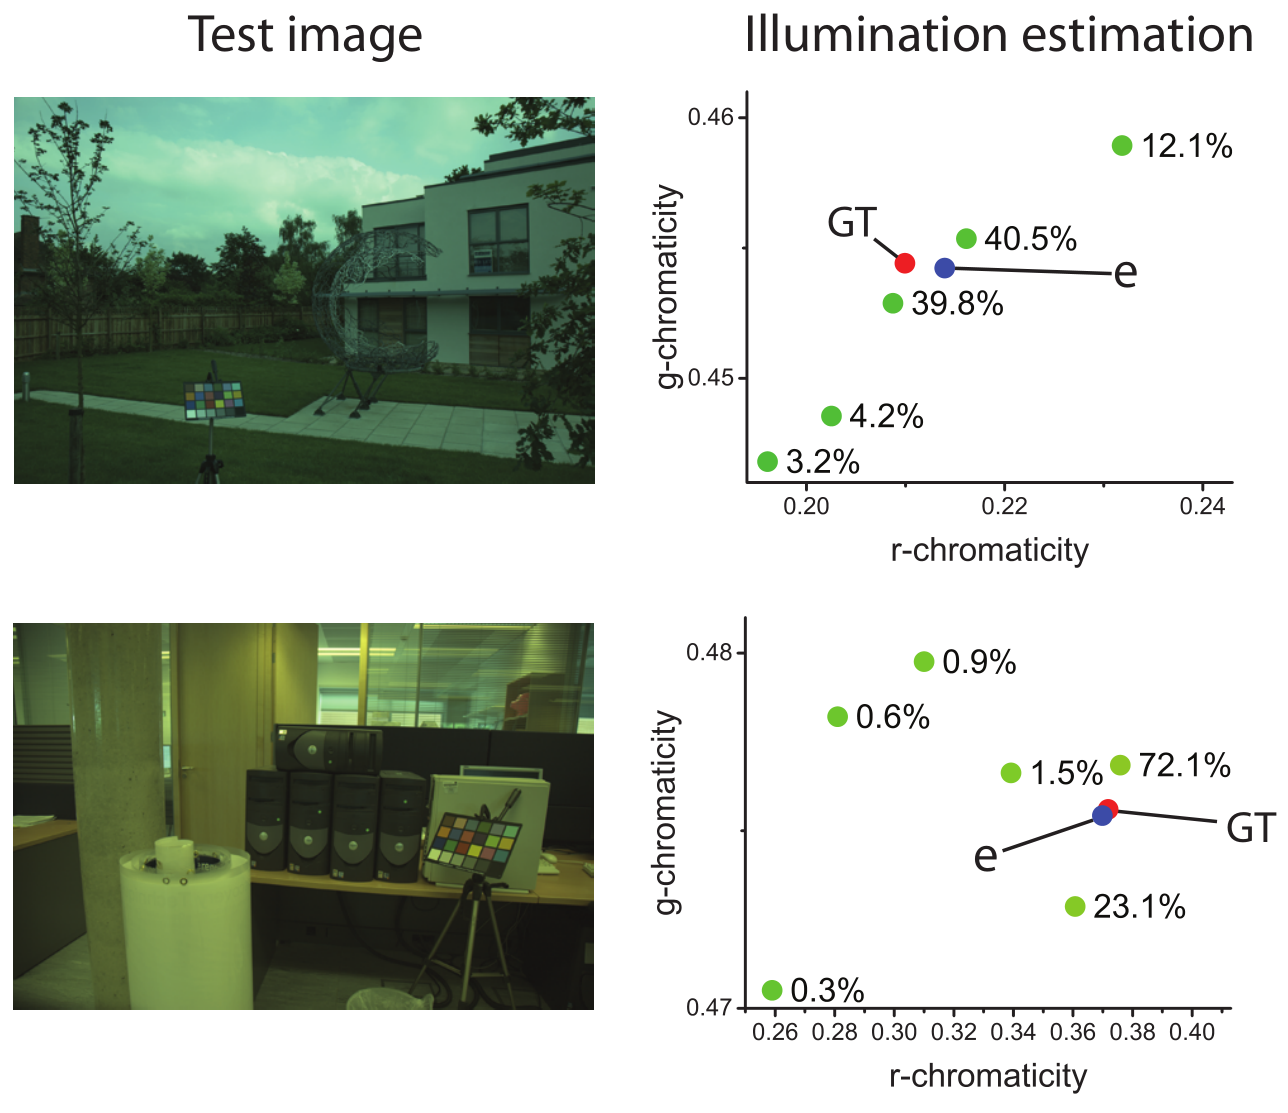 Test image
Illumination estimation
0.46
12.1%
GT
40.5%
e
39.8%
g-chromaticity
0.45
4.2%
3.2%
0.20 0.22 0.24
r-chromaticity
0.48
0.9%
0.6%
1.5%
72.1%
g-chromaticity
GT
e
23.1%
0.3%
0.47
0.26 0.28 0.30 0.32 0.34 0.36 0.38 0.40
r-chromaticity